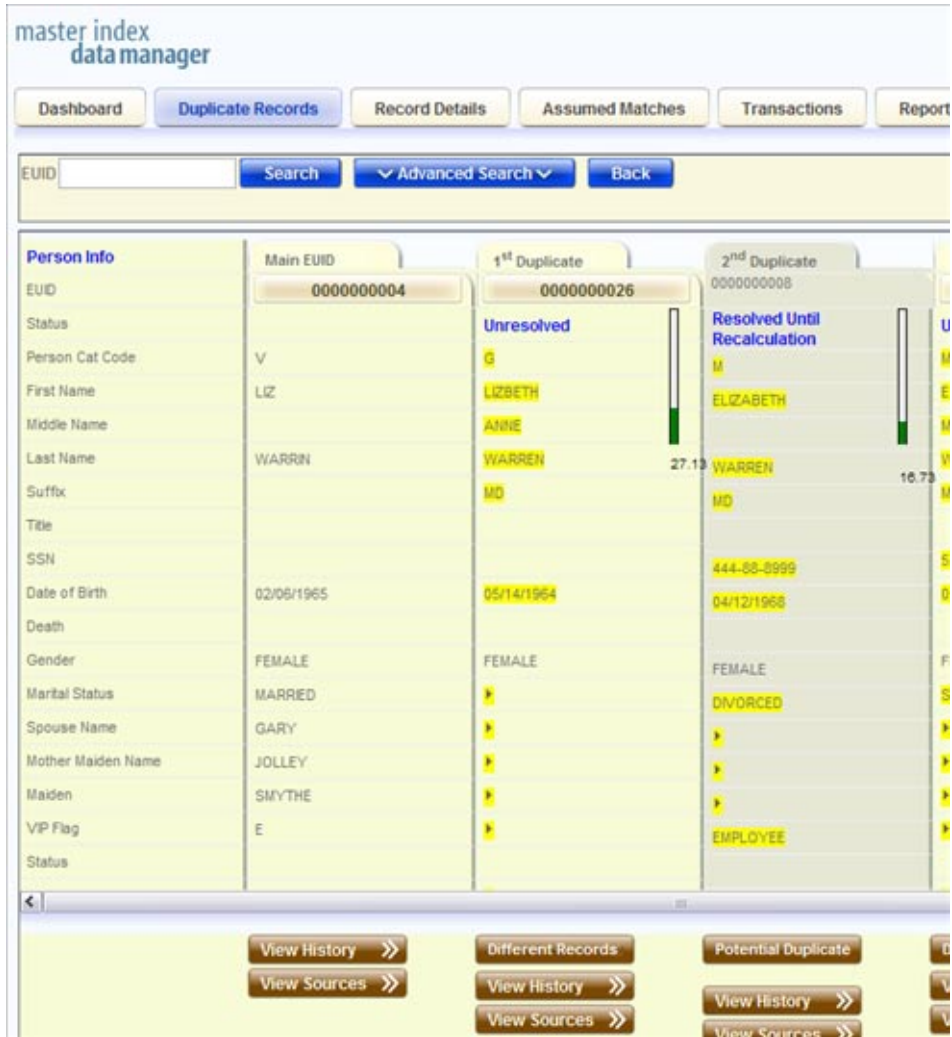 master index
data manager
Dashboard Duplicate Records Record Details Assumed Matches Transactions Report
EUID Search Advanced Search Back
Person Info Main EUID 1st Duplicate 2nd Duplicate
EUID 0000000004 0000000026 0000000008
Status Unresolved Resolved Until Recalculation U
Person Cat Code V G M M
First Name LIZ LIZBETH ELIZABETH E
Middle Name ANNE M
Last Name WARRIN WARREN 27.13 WARREN 16.73 W
Suffix MD MD M
Title
SSN 444-88-8999 S
Date of Birth 02/06/1965 05/14/1964 04/12/1968 0
Death
Gender FEMALE FEMALE FEMALE F
Marital Status MARRIED DIVORCED S
Spouse Name GARY
Mother Maiden Name JOLLEY
Maiden SMYTHE
VIP Flag E EMPLOYEE
Status
View History Different Records Potential Duplicate D
View Sources View History View History V
View Sources View Sources V